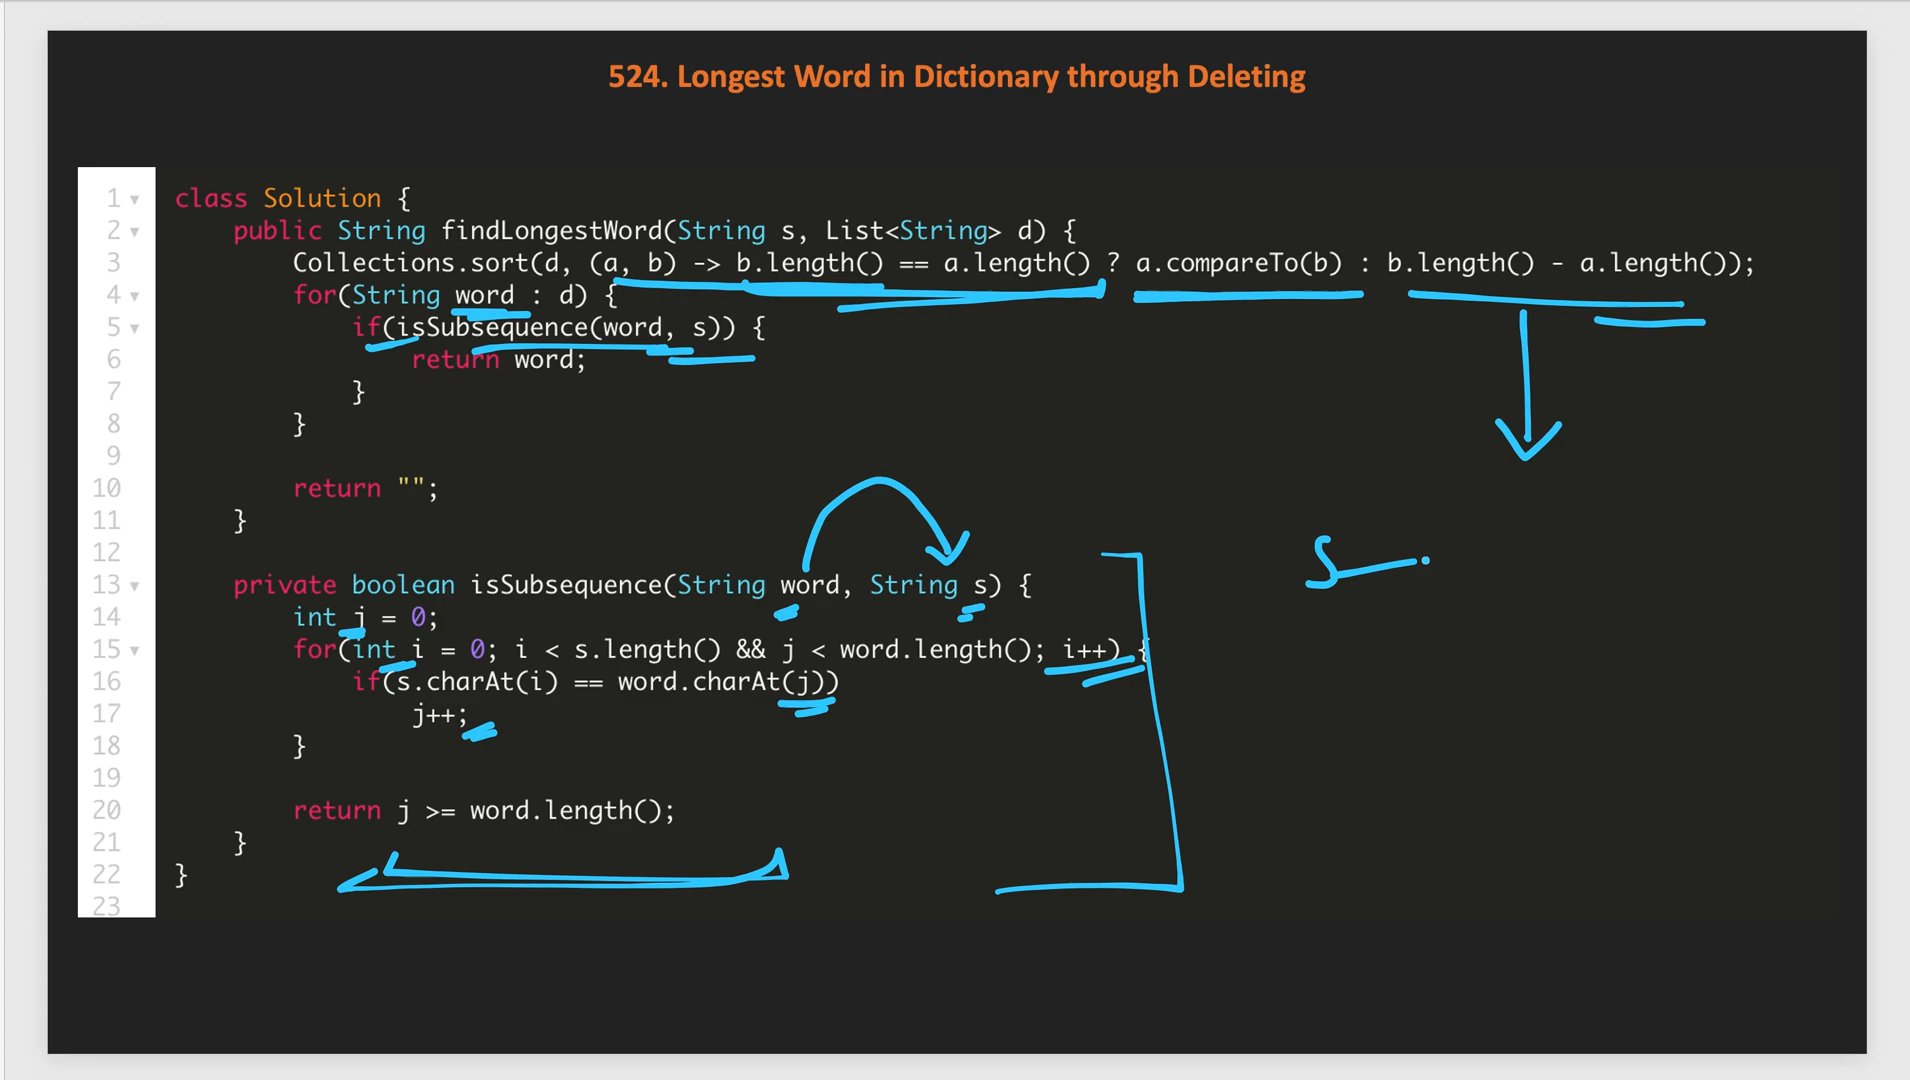 524. Longest Word in Dictionary through Deleting
1 class Solution {
2 public String findLongestWord(String s, List<String> d) {
3 Collections.sort(d, (a, b) -> b.length() == a.length() ? a.compareTo(b) : b.length() - a.length());
4 for(String word : d) {
5 if(isSubsequence(word, s)) {
6 return word;
7 }
8 }
9
10 return "";
11 }
12
13 private boolean isSubsequence(String word, String s) {
14 int j = 0;
15 for(int i = 0; i < s.length() && j < word.length(); i++) {
16 if(s.charAt(i) == word.charAt(j))
17 j++;
18 }
19
20 return j >= word.length();
21 }
22 }
23